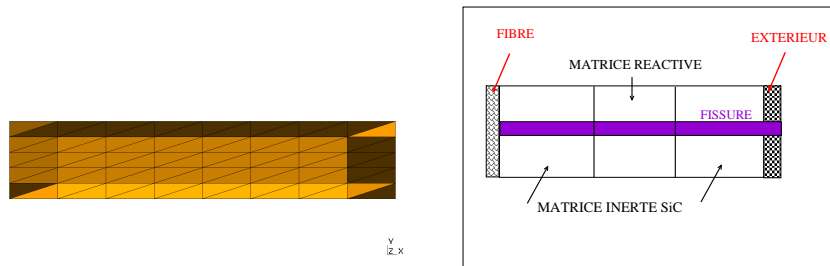 FIBRE
EXTERIEUR
MATRICE REACTIVE
FISSURE
MATRICE INERTE SiC
Y
Z X